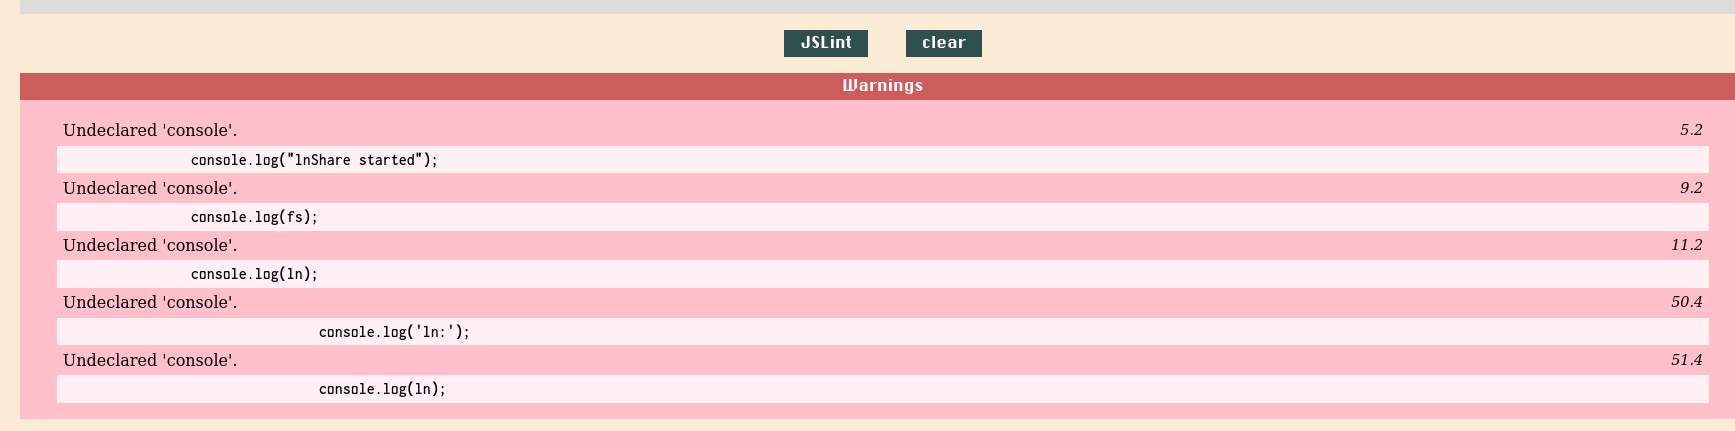 JSLint clear
Warnings
Undeclared 'console'. 5.2
console.log("lnShare started");
Undeclared 'console'. 9.2
console.log(fs);
Undeclared 'console'. 11.2
console.log(ln);
Undeclared 'console'. 50.4
console.log('ln:');
Undeclared 'console'. 51.4
console.log(ln);